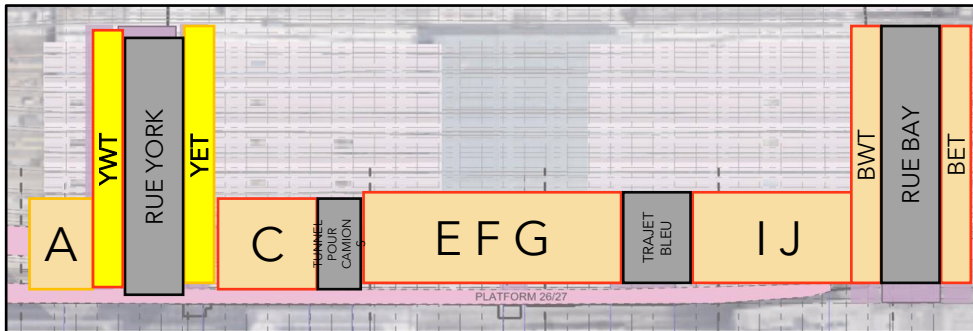 A
YWT
RUE YORK
YET
C
TUNNEL
POUR
CAMION
S
E F G
TRAJET
BLEU
I J
BWT
RUE BAY
BET
PLATFORM 26/27